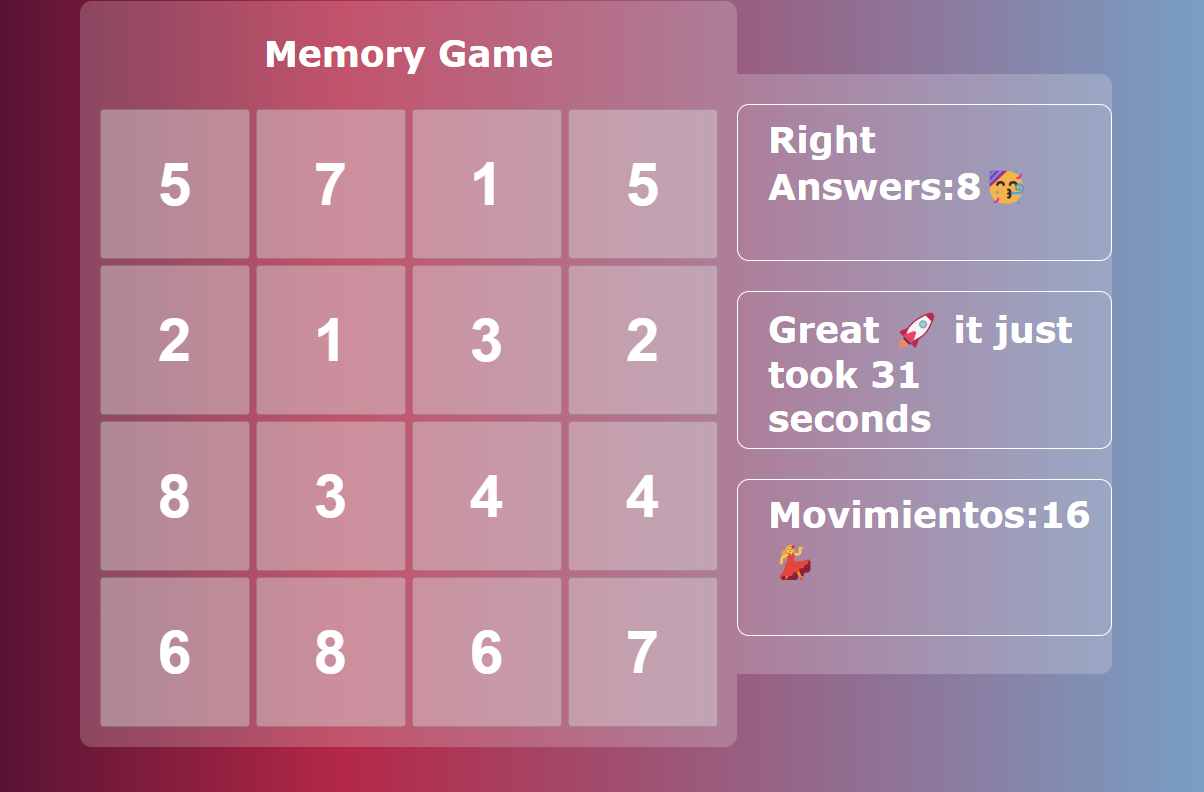 Memory Game
5 7 1 5
2 1 3 2
8 3 4 4
6 8 6 7
Right
Answers:8🥳
Great 🚀 it just
took 31
seconds
Movimientos:16
💃